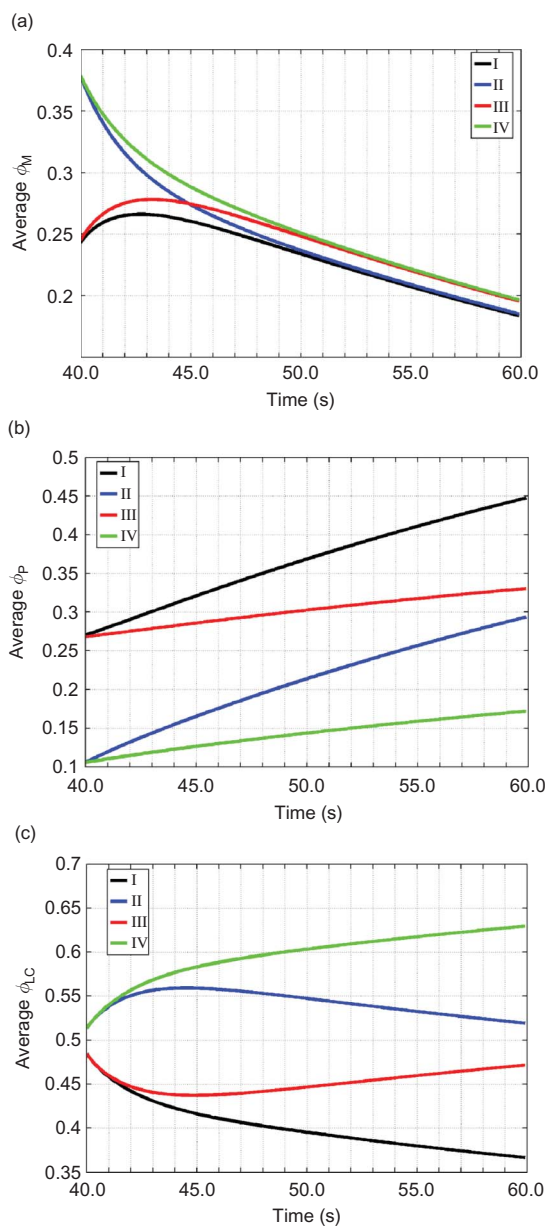 (a)
0.4
0.35
0.3
0.25
0.2
Average ϕM
I
II
III
IV
40.0 45.0 50.0 55.0 60.0
Time (s)
(b)
0.5
0.45
0.4
0.35
0.3
0.25
0.2
0.15
0.1
Average ϕP
I
II
III
IV
40.0 45.0 50.0 55.0 60.0
Time (s)
(c)
0.7
0.65
0.6
0.55
0.5
0.45
0.4
0.35
Average ϕLC
I
II
III
IV
40.0 45.0 50.0 55.0 60.0
Time (s)